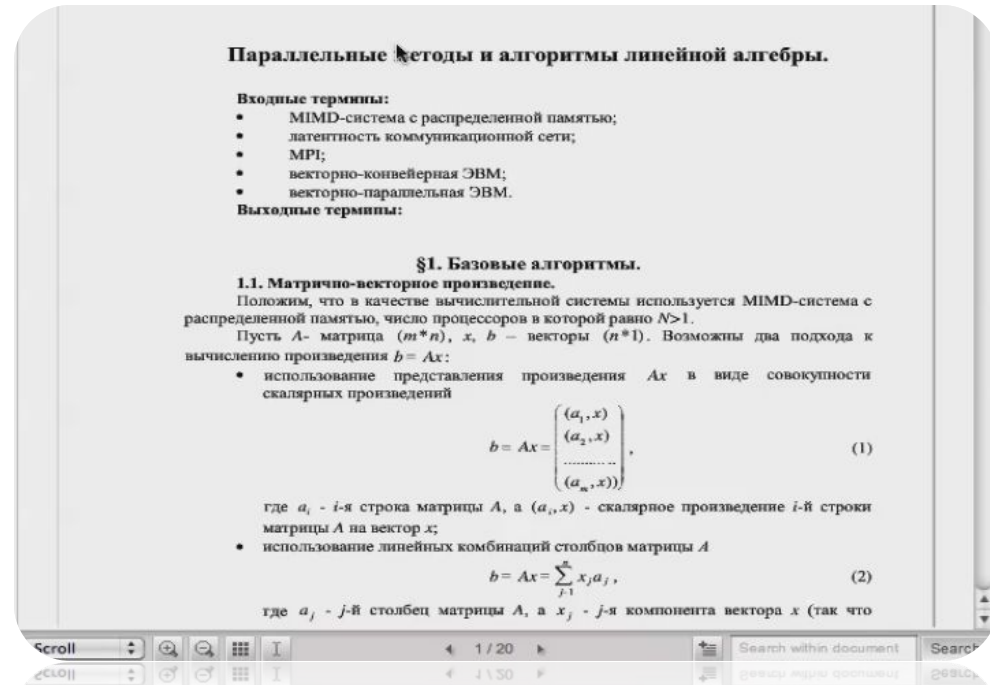 Параллельные методы и алгоритмы линейной алгебры.
Входные термины:
• MIMD-система с распределенной памятью;
• латентность коммуникационной сети;
• MPI;
• векторно-конвейерная ЭВМ;
• векторно-параллельная ЭВМ.
Выходные термины:
§1. Базовые алгоритмы.
1.1. Матрично-векторное произведение.
Положим, что в качестве вычислительной системы используется MIMD-система с
распределенной памятью, число процессоров в которой равно N>1.
Пусть A- матрица (m*n), x, b – векторы (n*1). Возможны два подхода к
вычислению произведения b = Ax:
• использование представления произведения Ax в виде совокупности
скалярных произведений
(a₁,x)
(a₂,x)
b = Ax = ............ , (1)
(aₘ,x))
где aᵢ - i-я строка матрицы A, а (aᵢ,x) - скалярное произведение i-й строки
матрицы A на вектор x;
• использование линейных комбинаций столбцов матрицы A
n
b = Ax = ∑ xⱼaⱼ , (2)
j=1
где aⱼ - j-й столбец матрицы A, а xⱼ - j-я компонента вектора x (так что
Scroll 1 / 20 Search within document Search